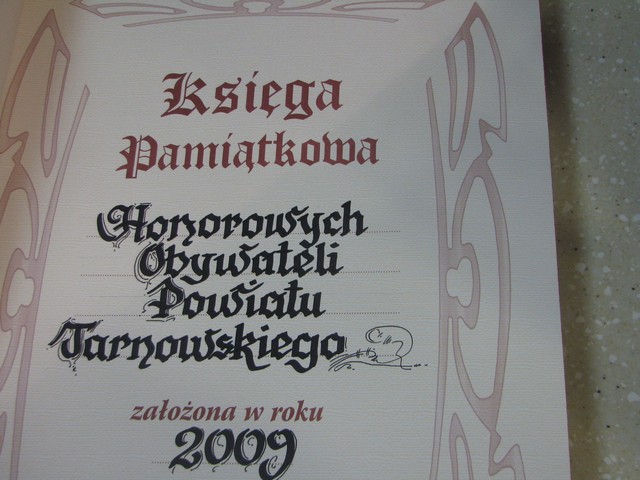 Księga
Pamiątkowa
Honorowych
Obywateli
Powiatu
Tarnowskiego
założona w roku
2009